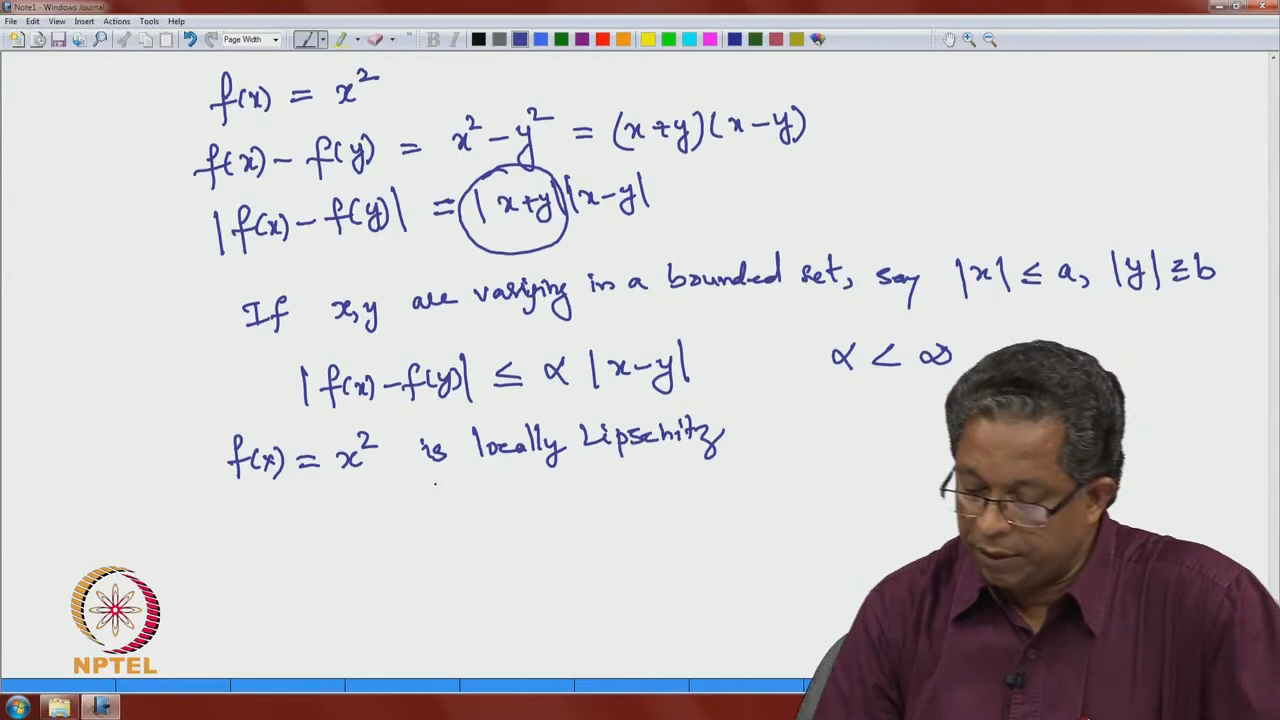 Note1 - Windows Journal
File Edit View Insert Actions Tools Help
Page Width
f(x) = x²
f(x) - f(y) = x² - y² = (x+y)(x-y)
|f(x) - f(y)| = |x+y||x-y|
If x,y are varying in a bounded set, say |x| ≤ a, |y| ≤ b
|f(x) - f(y)| ≤ α |x-y| α < ∞
f(x) = x² is locally Lipschitz
NPTEL